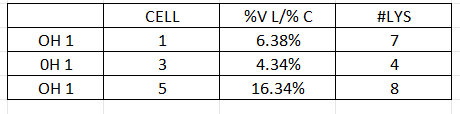 CELL %V L/% C #LYS
OH 1 1 6.38% 7
0H 1 3 4.34% 4
OH 1 5 16.34% 8